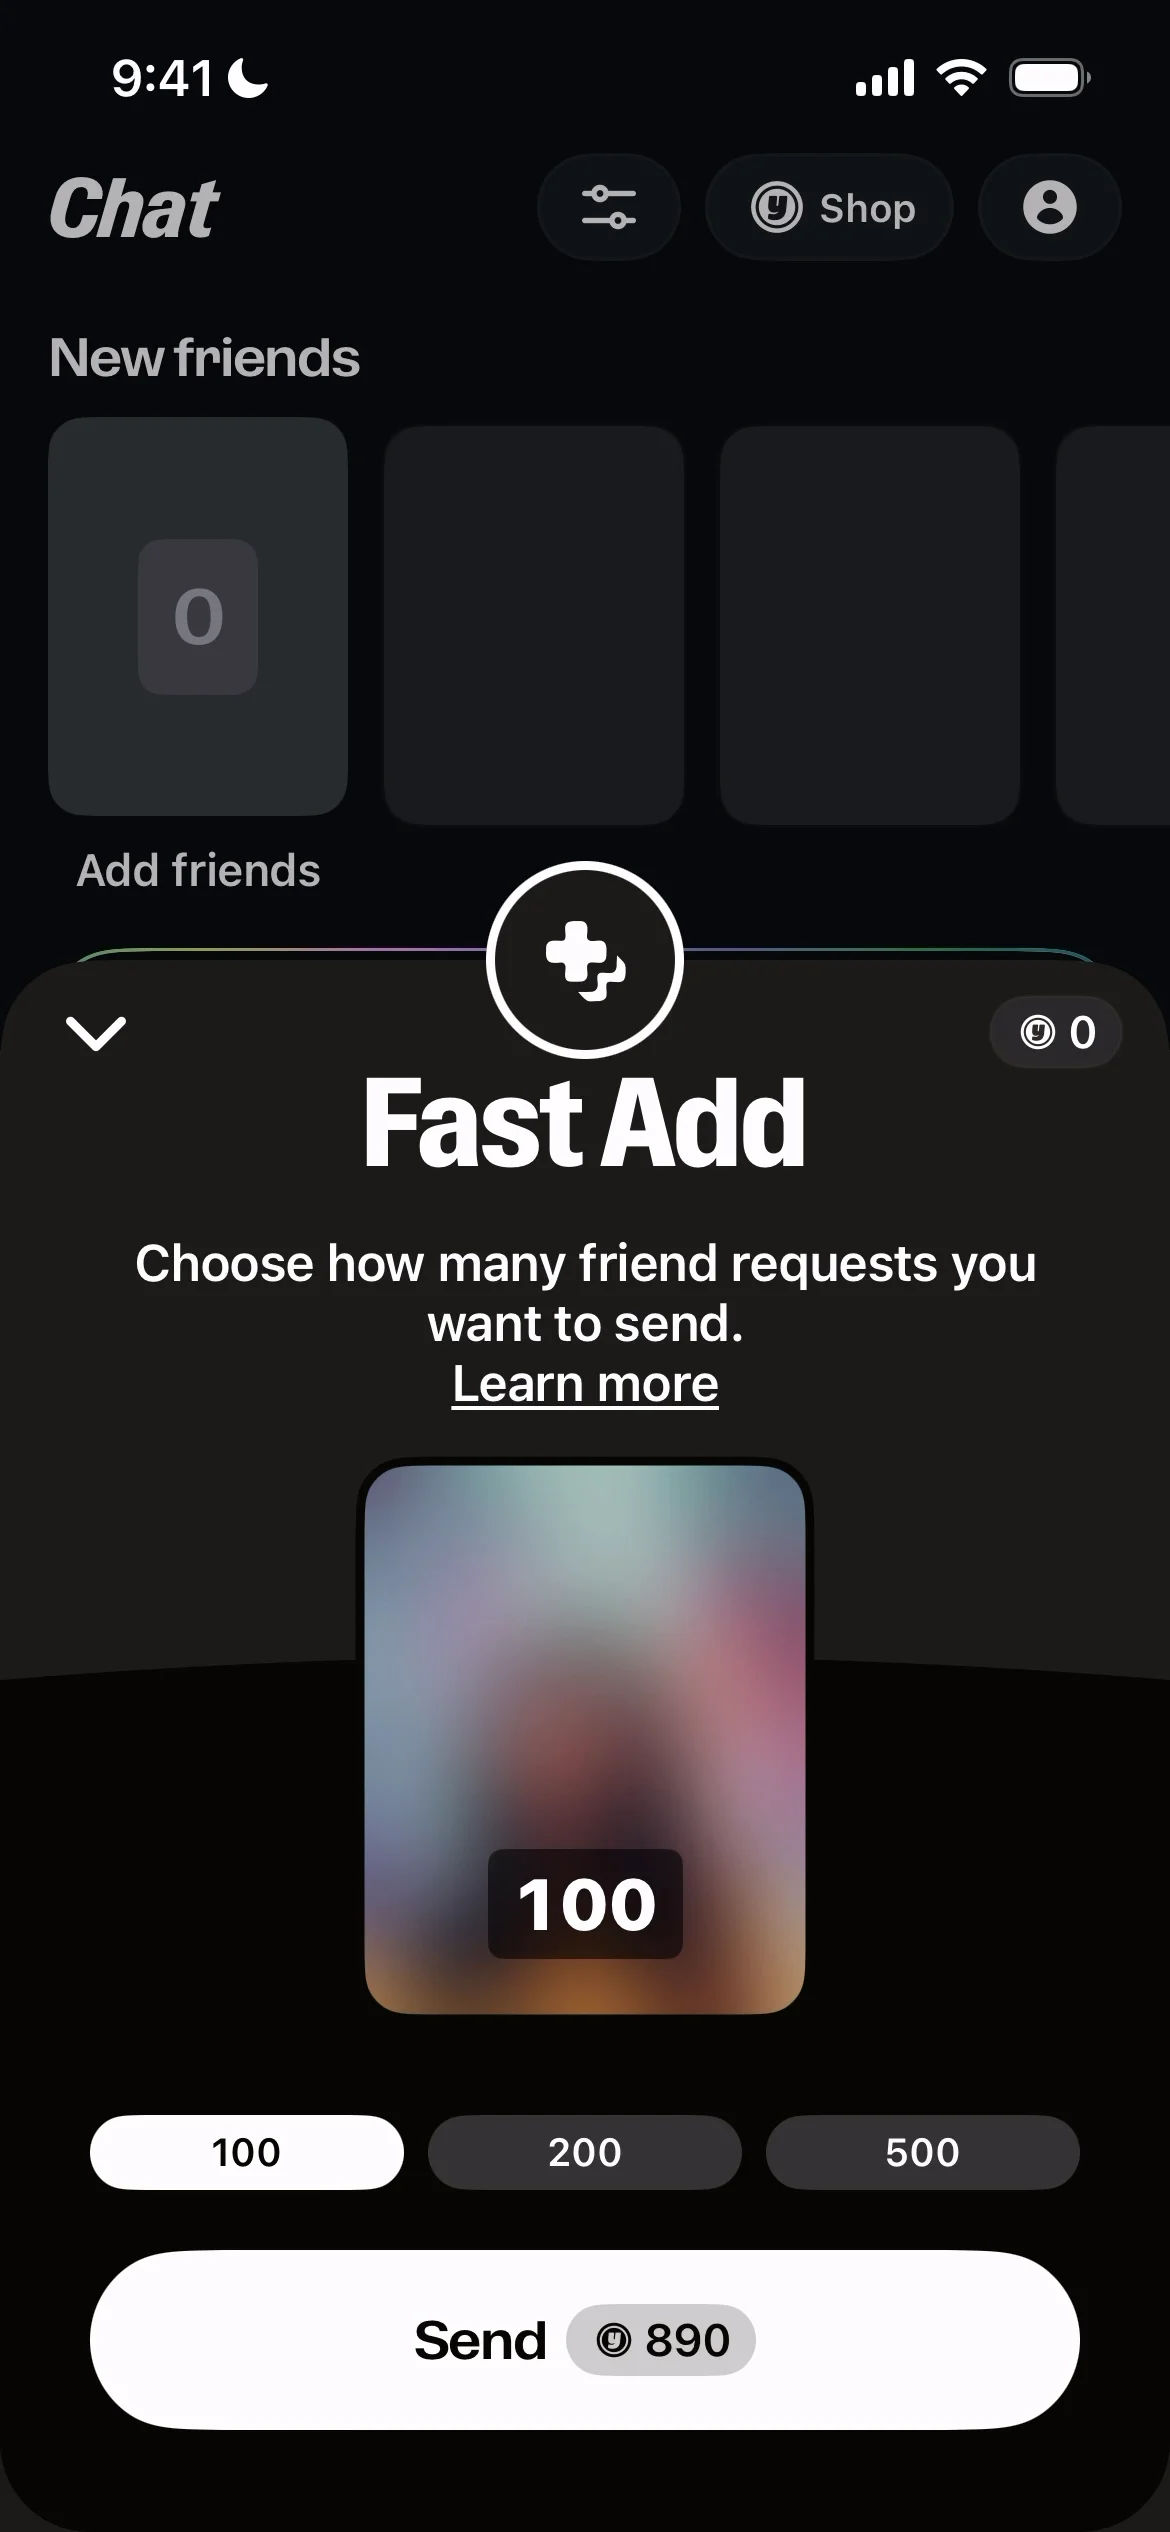 9:41
Chat
Shop
New friends
0
Add friends
0
Fast Add
Choose how many friend requests you
want to send.
Learn more
100
100
200
500
Send
890